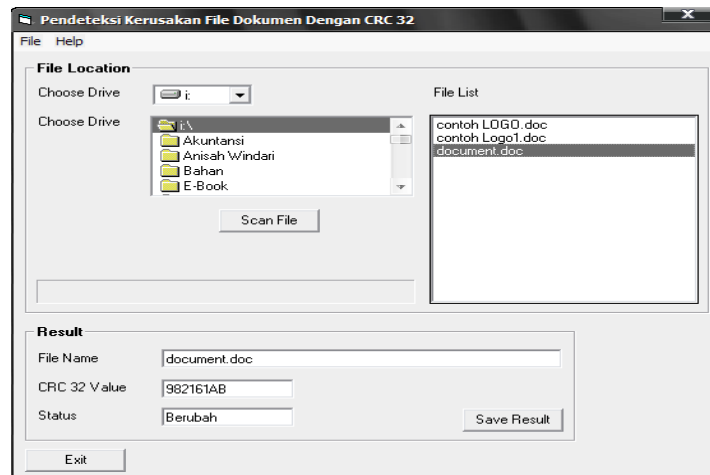 Pendeteksi Kerusakan File Dokumen Dengan CRC 32
File Help
File Location
Choose Drive
i:
File List
Choose Drive
i:\
Akuntansi
Anisah Windari
Bahan
E-Book
contoh LOGO.doc
contoh Logo1.doc
document.doc
Scan File
Result
File Name
document.doc
CRC 32 Value
982161AB
Status
Berubah
Save Result
Exit